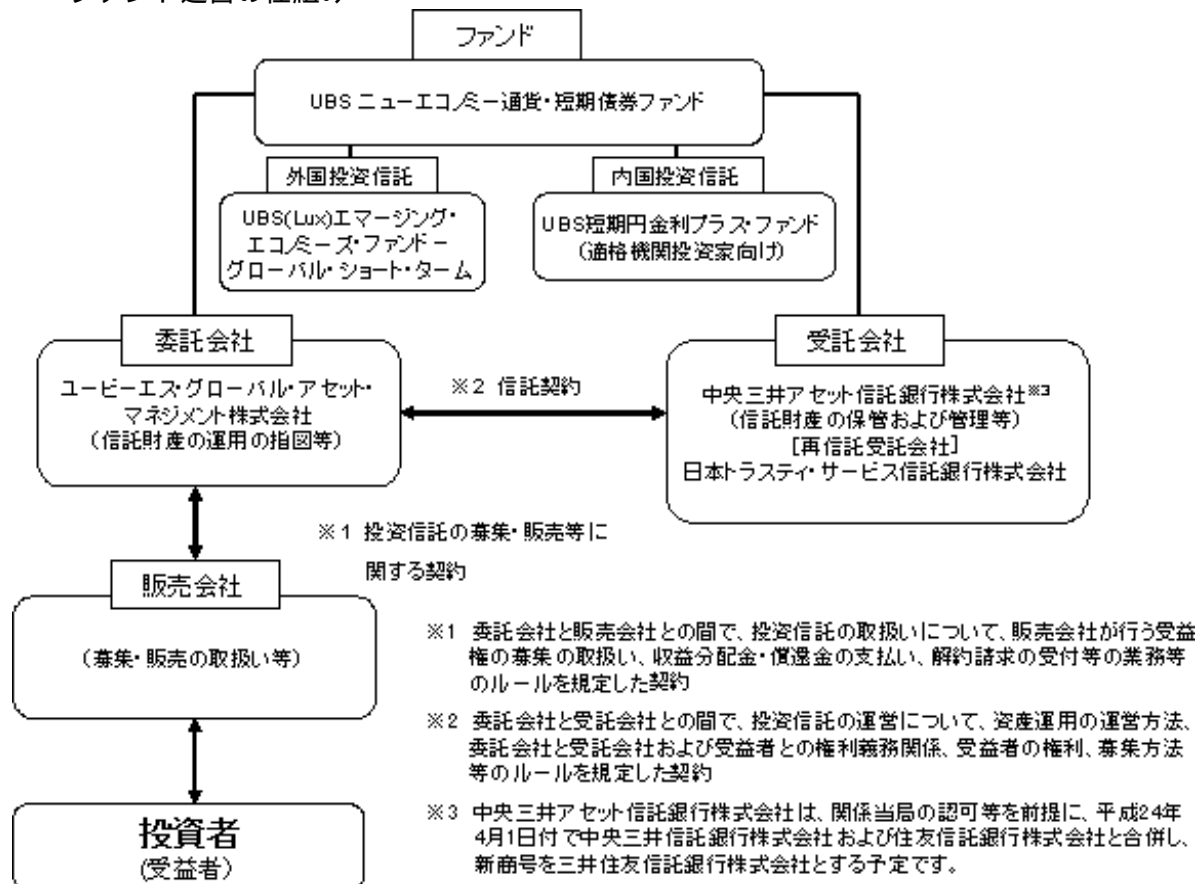 ファンド
UBS ニューエコノミー通貨・短期債券ファンド
外国投資信託
内国投資信託
UBS(Lux)エマージング・
エコノミーズ・ファンド－
グローバル・ショート・ターム
UBS短期円金利プラス・ファンド
(適格機関投資家向け)
委託会社
受託会社
ユービーエス・グローバル・アセット・
マネジメント株式会社
(信託財産の運用の指図等)
※2 信託契約
中央三井アセット信託銀行株式会社※3
(信託財産の保管および管理等)
[再信託受託会社]
日本トラスティ・サービス信託銀行株式会社
※1 投資信託の募集・販売等に
関する契約
販売会社
(募集・販売の取扱い等)
※1 委託会社と販売会社との間で、投資信託の取扱いについて、販売会社が行う受益
権の募集の取扱い、収益分配金・償還金の支払い、解約請求の受付等の業務等
のルールを規定した契約
※2 委託会社と受託会社との間で、投資信託の運営について、資産運用の運営方法、
委託会社と受託会社および受益者との権利義務関係、受益者の権利、募集方法
等のルールを規定した契約
※3 中央三井アセット信託銀行株式会社は、関係当局の認可等を前提に、平成24年
4月1日付で中央三井信託銀行株式会社および住友信託銀行株式会社と合併し、
新商号を三井住友信託銀行株式会社とする予定です。
投資者
(受益者)